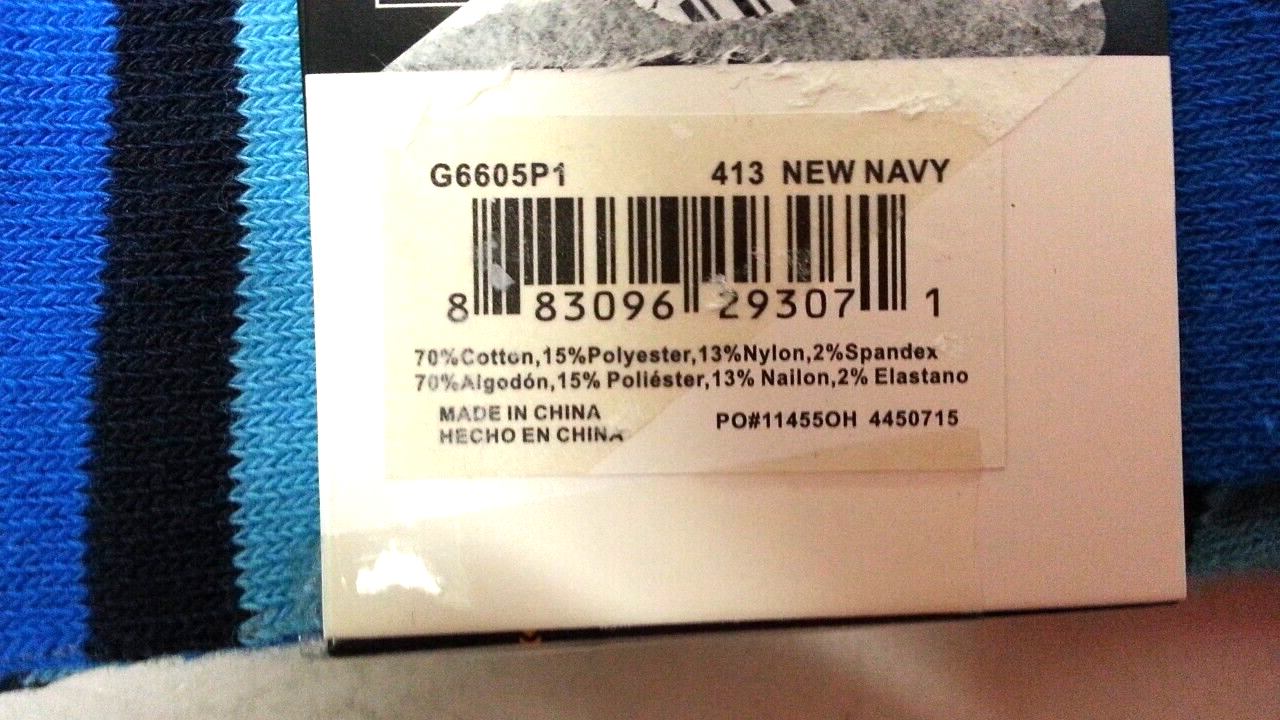 G6605P1 413 NEW NAVY
8 83096 29307 1
70%Cotton,15%Polyester,13%Nylon,2%Spandex
70%Algodón,15% Poliéster,13% Nailon,2% Elastano
MADE IN CHINA
HECHO EN CHINA
PO#11455OH 4450715